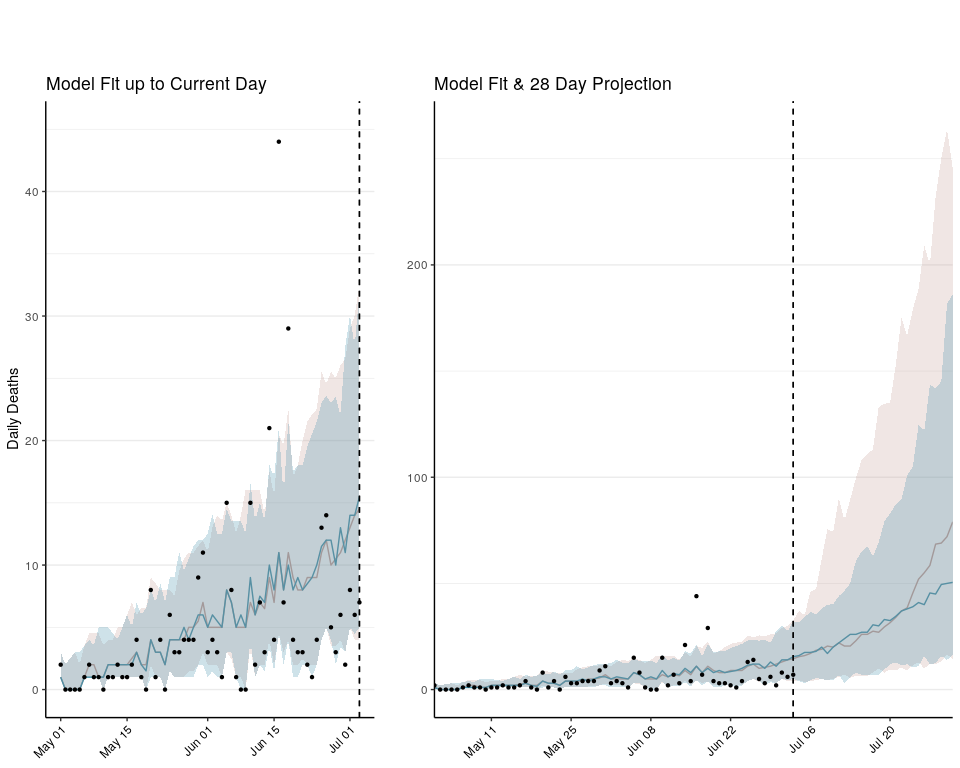 Model Fit up to Current Day
Daily Deaths
40
30
20
10
0
May 01
May 15
Jun 01
Jun 15
Jul 01
Model Fit & 28 Day Projection
200
100
0
May 11
May 25
Jun 08
Jun 22
Jul 06
Jul 20